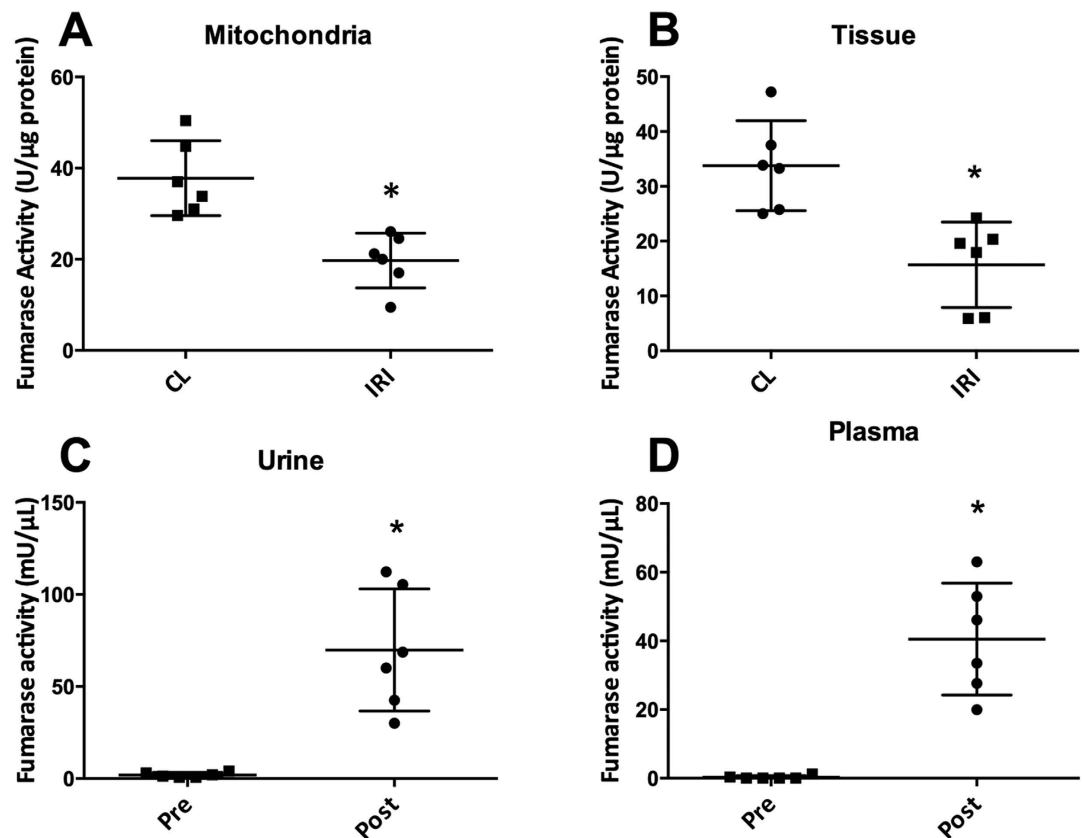 A
Mitochondria
Fumarase Activity (U/µg protein)
60
40
20
0
*
CL
IRI
B
Tissue
Fumarase Activity (U/µg protein)
50
40
30
20
10
0
*
CL
IRI
C
Urine
Fumarase activity (mU/µL)
150
100
50
0
*
Pre
Post
D
Plasma
Fumarase activity (mU/µL)
80
60
40
20
0
*
Pre
Post